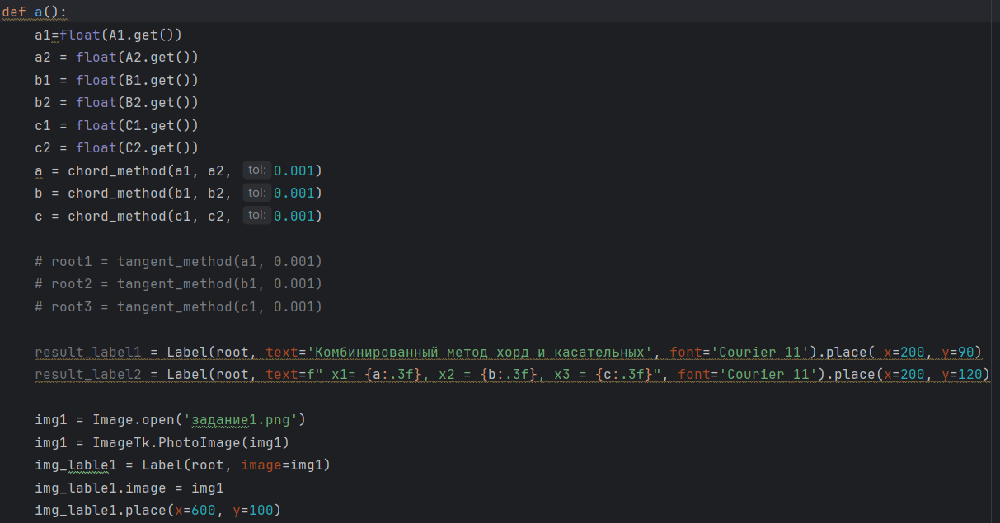 def a():
    a1=float(A1.get())
    a2 = float(A2.get())
    b1 = float(B1.get())
    b2 = float(B2.get())
    c1 = float(C1.get())
    c2 = float(C2.get())
    a = chord_method(a1, a2, tol: 0.001)
    b = chord_method(b1, b2, tol: 0.001)
    c = chord_method(c1, c2, tol: 0.001)
    # root1 = tangent_method(a1, 0.001)
    # root2 = tangent_method(b1, 0.001)
    # root3 = tangent_method(c1, 0.001)
    result_label1 = Label(root, text='Комбинированный метод хорд и касательных', font='Courier 11').place( x=200, y=90)
    result_label2 = Label(root, text=f" x1= {a:.3f}, x2 = {b:.3f}, x3 = {c:.3f}", font='Courier 11').place(x=200, y=120)
    img1 = Image.open('задание1.png')
    img1 = ImageTk.PhotoImage(img1)
    img_lable1 = Label(root, image=img1)
    img_lable1.image = img1
    img_lable1.place(x=600, y=100)